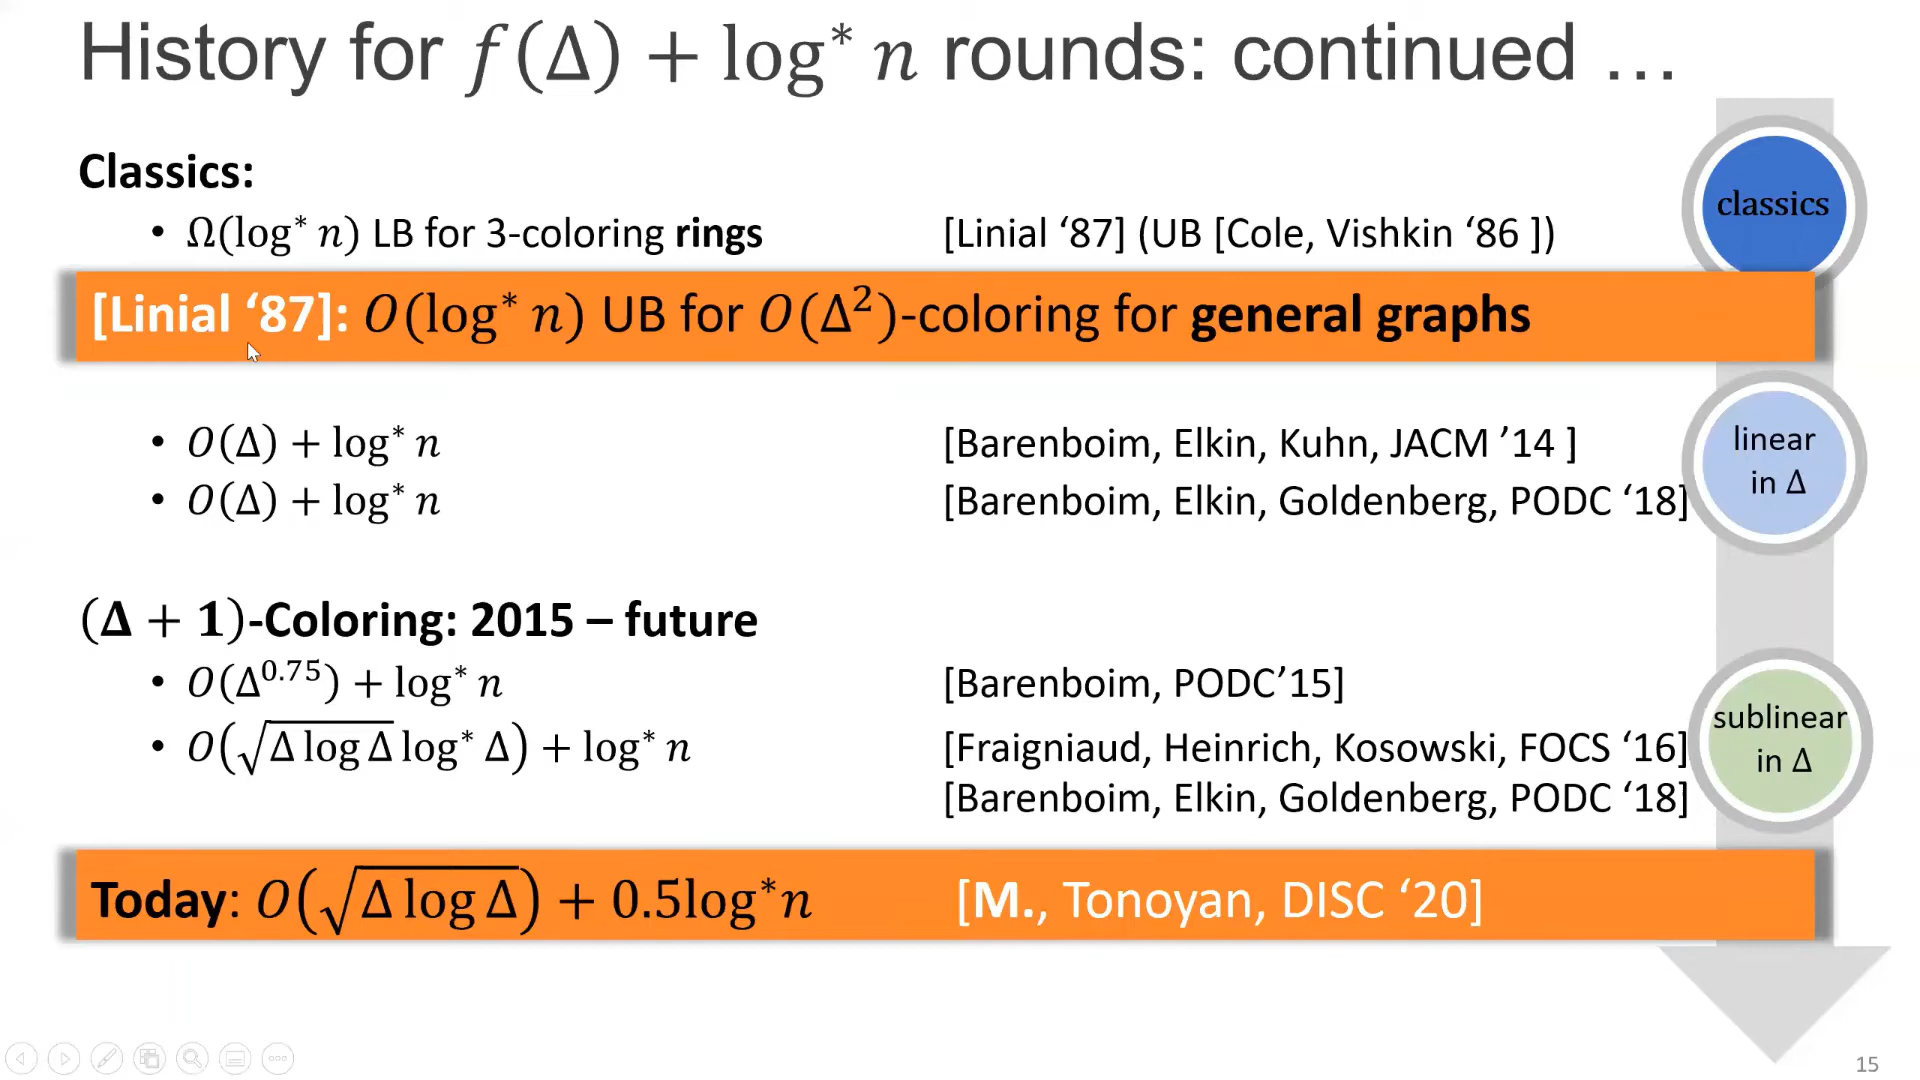 History for f(Δ) + log* n rounds: continued …
Classics:
• Ω(log* n) LB for 3-coloring rings [Linial ‘87] (UB [Cole, Vishkin ‘86 ])
classics
[Linial ‘87]: O(log* n) UB for O(Δ²)-coloring for general graphs
• O(Δ) + log* n [Barenboim, Elkin, Kuhn, JACM ’14 ]
• O(Δ) + log* n [Barenboim, Elkin, Goldenberg, PODC ‘18]
linear
in Δ
(Δ + 1)-Coloring: 2015 – future
• O(Δ^0.75) + log* n [Barenboim, PODC’15]
• O(√(Δ log Δ) log* Δ) + log* n [Fraigniaud, Heinrich, Kosowski, FOCS ‘16]
[Barenboim, Elkin, Goldenberg, PODC ‘18]
sublinear
in Δ
Today: O(√(Δ log Δ)) + 0.5log*n [M., Tonoyan, DISC ‘20]
15